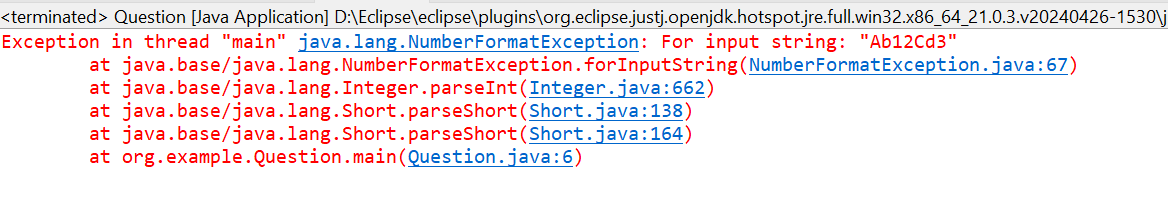 <terminated> Question [Java Application] D:\Eclipse\eclipse\plugins\org.eclipse.justj.openjdk.hotspot.jre.full.win32.x86_64_21.0.3.v20240426-1530\j
Exception in thread "main" java.lang.NumberFormatException: For input string: "Ab12Cd3"
at java.base/java.lang.NumberFormatException.forInputString(NumberFormatException.java:67)
at java.base/java.lang.Integer.parseInt(Integer.java:662)
at java.base/java.lang.Short.parseShort(Short.java:138)
at java.base/java.lang.Short.parseShort(Short.java:164)
at org.example.Question.main(Question.java:6)